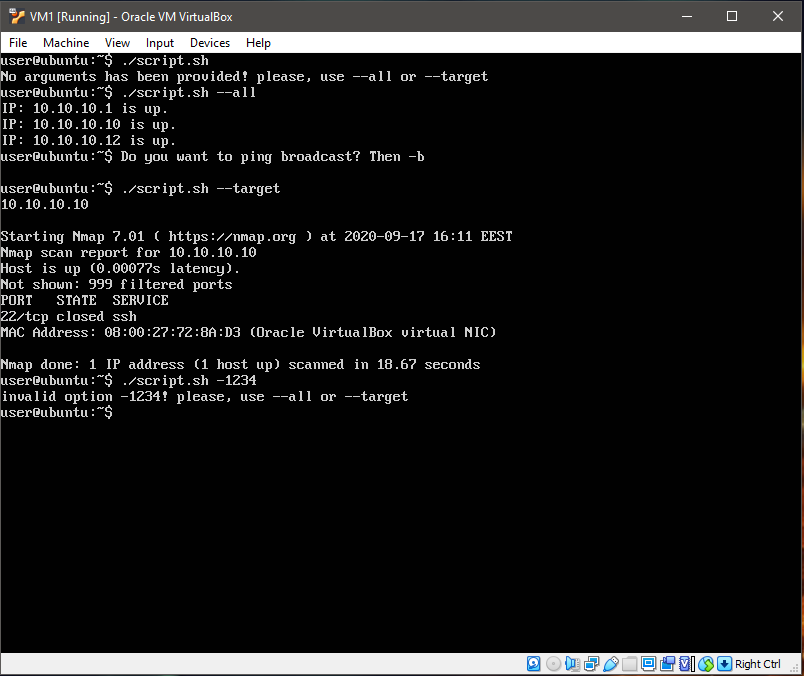 VM1 [Running] - Oracle VM VirtualBox
File Machine View Input Devices Help
user@ubuntu:~$ ./script.sh
No arguments has been provided! please, use --all or --target
user@ubuntu:~$ ./script.sh --all
IP: 10.10.10.1 is up.
IP: 10.10.10.10 is up.
IP: 10.10.10.12 is up.
user@ubuntu:~$ Do you want to ping broadcast? Then -b
user@ubuntu:~$ ./script.sh --target
10.10.10.10
Starting Nmap 7.01 ( https://nmap.org ) at 2020-09-17 16:11 EEST
Nmap scan report for 10.10.10.10
Host is up (0.00077s latency).
Not shown: 999 filtered ports
PORT   STATE  SERVICE
22/tcp closed ssh
MAC Address: 08:00:27:72:8A:D3 (Oracle VirtualBox virtual NIC)
Nmap done: 1 IP address (1 host up) scanned in 18.67 seconds
user@ubuntu:~$ ./script.sh -1234
invalid option -1234! please, use --all or --target
user@ubuntu:~$
Right Ctrl